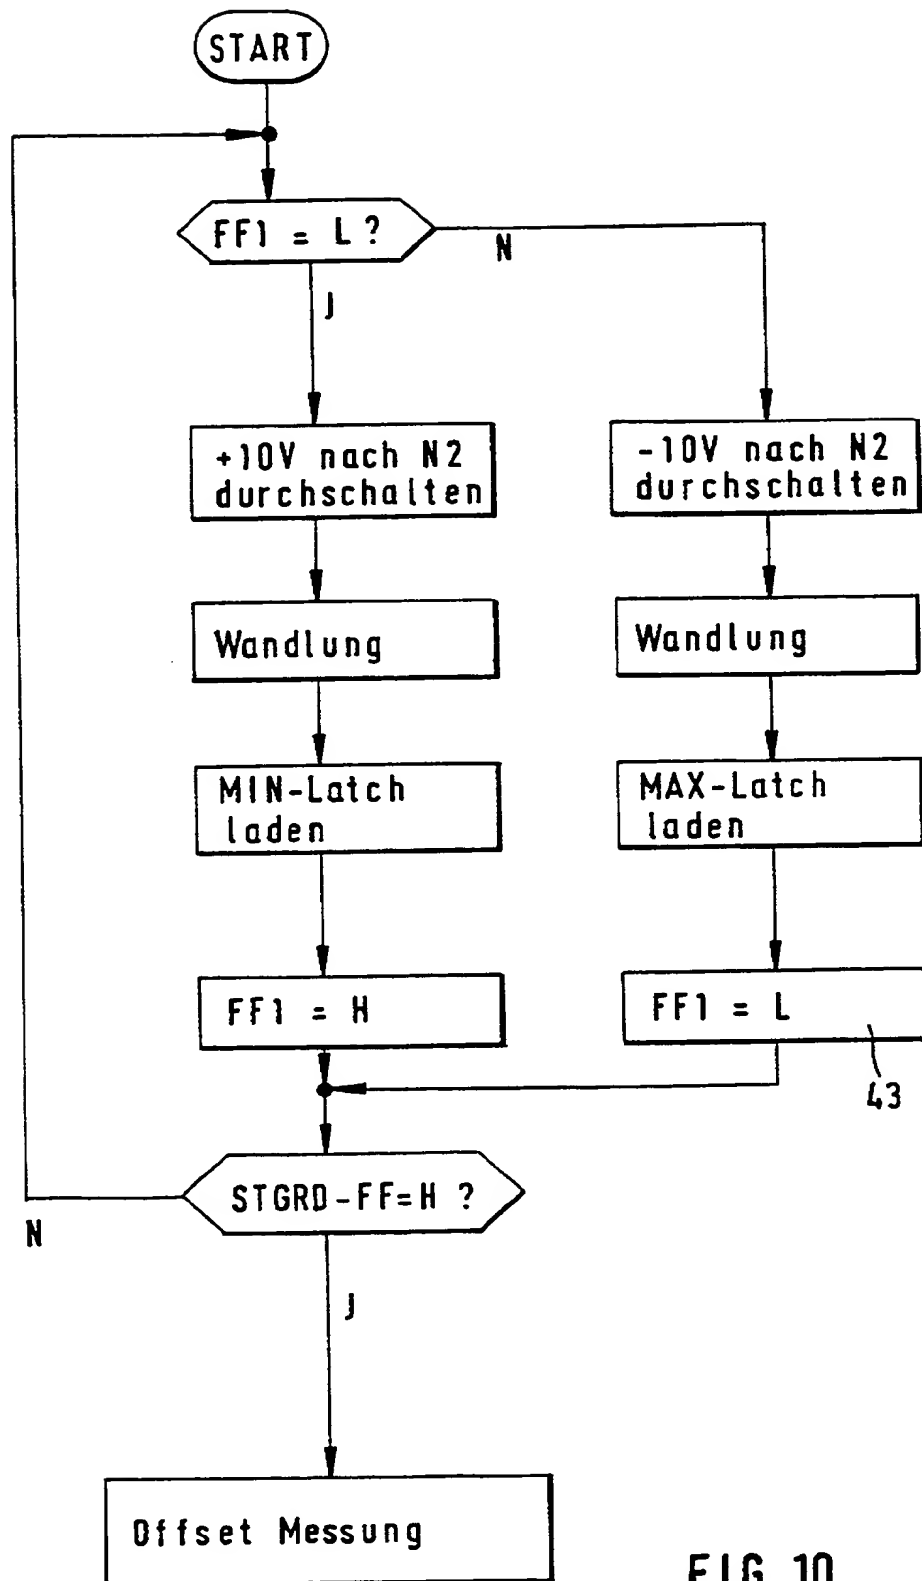 START
FF1 = L ?
N
J
+10V nach N2
durchschalten
-10V nach N2
durchschalten
Wandlung
Wandlung
MIN-Latch
laden
MAX-Latch
laden
FF1 = H
FF1 = L
43
STGRD-FF=H ?
N
J
Offset Messung
FIG. 10